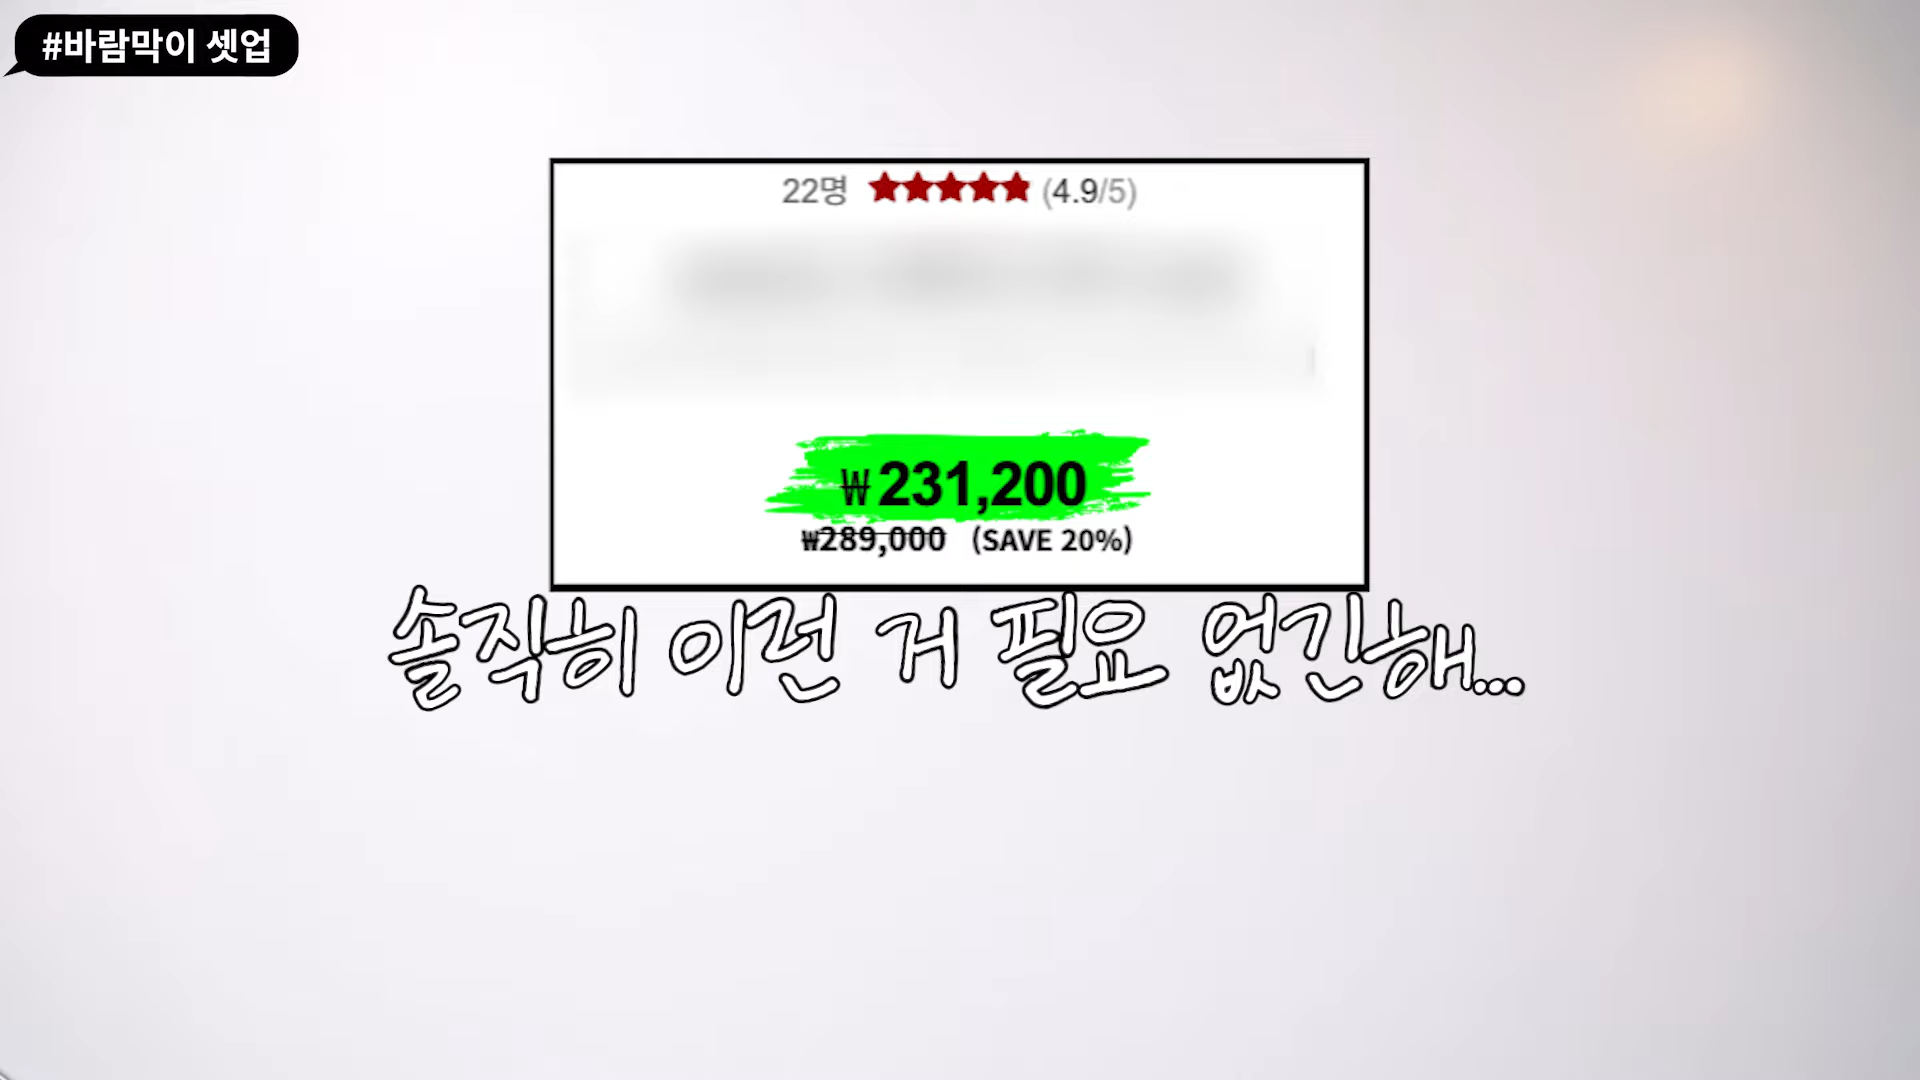 #바람막이 셋업
22명 ★★★★★ (4.9/5)
₩231,200
₩289,000 (SAVE 20%)
솔직히 이런 거 필요 없긴해...